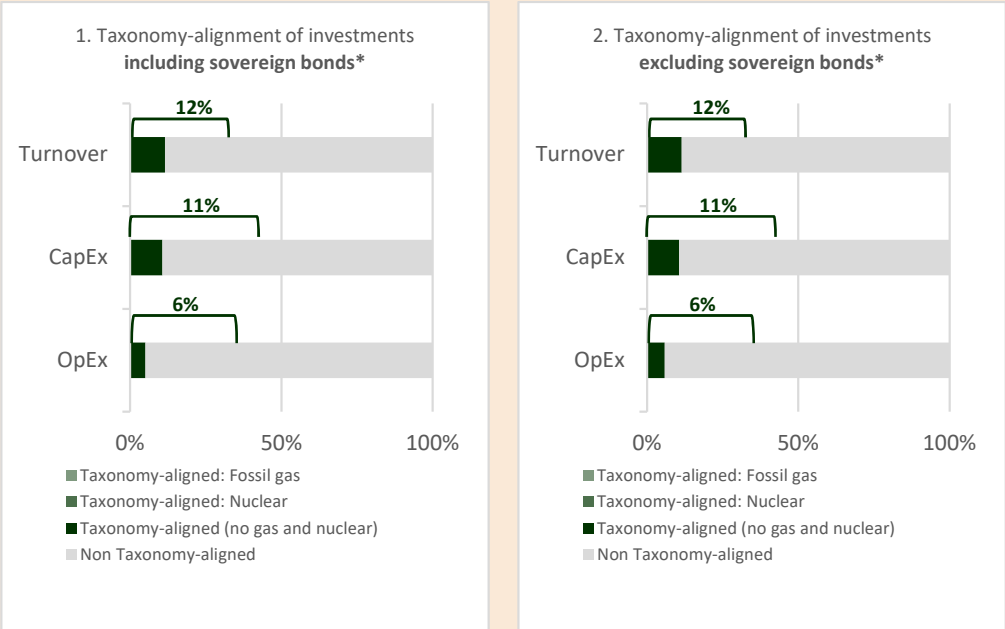 1. Taxonomy-alignment of investments
including sovereign bonds*
12%
Turnover
11%
CapEx
6%
OpEx
0% 50% 100%
Taxonomy-aligned: Fossil gas
Taxonomy-aligned: Nuclear
Taxonomy-aligned (no gas and nuclear)
Non Taxonomy-aligned
2. Taxonomy-alignment of investments
excluding sovereign bonds*
12%
Turnover
11%
CapEx
6%
OpEx
0% 50% 100%
Taxonomy-aligned: Fossil gas
Taxonomy-aligned: Nuclear
Taxonomy-aligned (no gas and nuclear)
Non Taxonomy-aligned